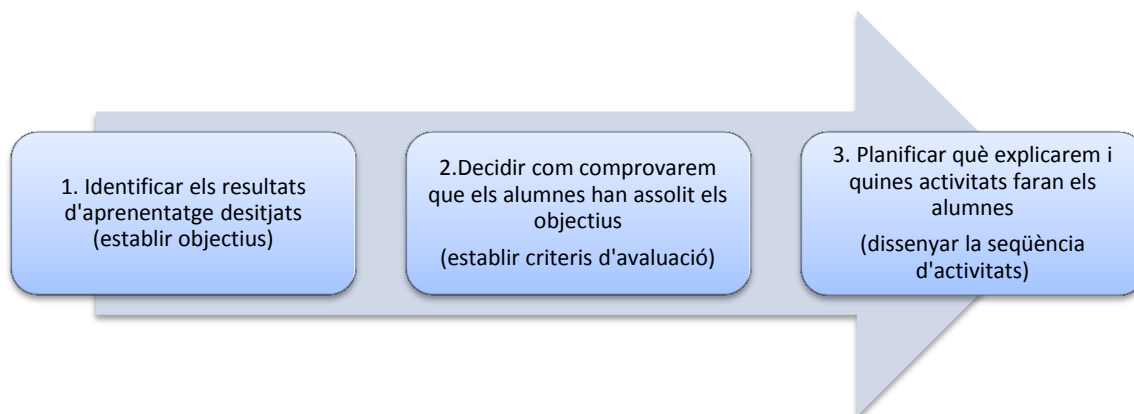 1. Identificar els resultats
d'aprenentatge desitjats
(establir objectius)
2.Decidir com comprovarem
que els alumnes han assolit els
objectius
(establir criteris d'avaluació)
3. Planificar què explicarem i
quines activitats faran els
alumnes
(dissenyar la seqüència
d'activitats)